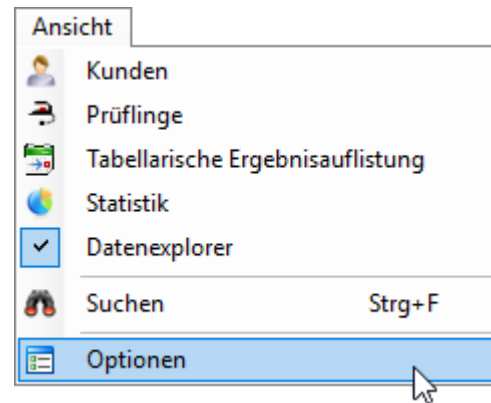 Ansicht
Kunden
Prüflinge
Tabellarische Ergebnisauflistung
Statistik
Datenexplorer
Suchen Strg+F
Optionen